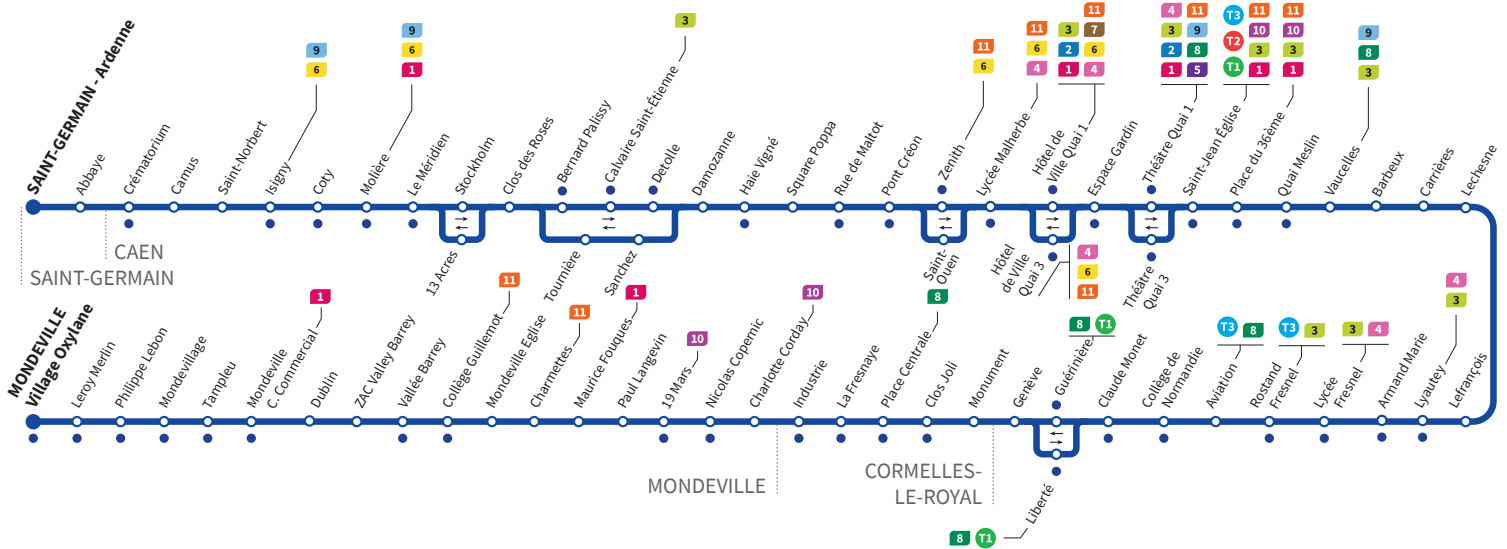 SAINT-GERMAIN - Ardenne
Abbaye
Crématorium
Camus
Saint-Norbert
Isigny
9
6
Coty
Molière
9
6
1
Le Méridien
Stockholm
13 Acres
Clos des Roses
Bernard Palissy
Calvaire Saint-Étienne
3
Detolle
Tournière
Sanchez
Damozanne
Haie Vigné
Square Poppa
Rue de Maltot
Pont Créon
Zenith
11
6
Saint-
Ouen
Lycée Malherbe
11
6
4
Hôtel de
Ville Quai 1
11
3 7
2 6
1 4
Hôtel
de Ville
Quai 3
4
6
11
Espace Gardin
Théâtre Quai 1
4 11
3 9
2 8
1 5
Théâtre
Quai 3
Saint-Jean Église
Place du 36ème
T3 11
T2 10
3
T1 1
Quai Meslin
11
10
3
1
Vaucelles
9
8
3
Barbeux
Carrières
Lechesne
CAEN
SAINT-GERMAIN
MONDEVILLE
Village Oxylane
Leroy Merlin
Philippe Lebon
Mondevillage
Tampleu
Mondeville
C. Commercial
1
Dublin
ZAC Valley Barrey
Vallée Barrey
Collège Guillemot
11
Mondeville Eglise
Charmettes
11
Maurice Fouques
1
Paul Langevin
19 Mars
10
Nicolas Copenic
Charlotte Corday
10
Industrie
La Fresnaye
Place Centrale
8
Clos Joli
Monument
Genève
Guérinière
8 T1
Liberté
8 T1
Claude Monet
Collège de
Normandie
Aviation
T3 8
Rostand
Fresnel
T3 3
Lycée
Fresnel
3 4
Armand Marie
Lyautey
4
3
Lefrançois
MONDEVILLE
CORMELLES-
LE-ROYAL